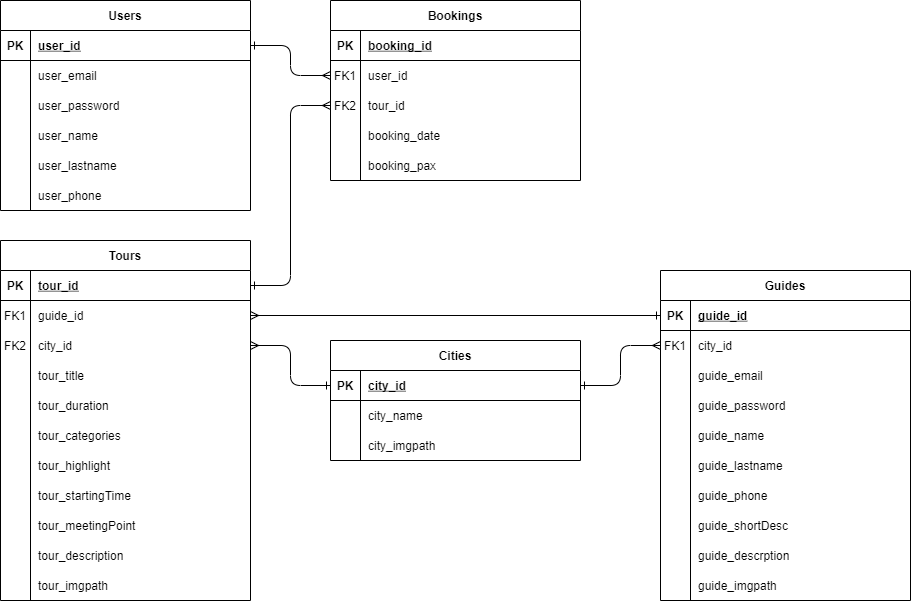 Users
PK user_id
user_email
user_password
user_name
user_lastname
user_phone
Bookings
PK booking_id
FK1 user_id
FK2 tour_id
booking_date
booking_pax
Tours
PK tour_id
FK1 guide_id
FK2 city_id
tour_title
tour_duration
tour_categories
tour_highlight
tour_startingTime
tour_meetingPoint
tour_description
tour_imgpath
Cities
PK city_id
city_name
city_imgpath
Guides
PK guide_id
FK1 city_id
guide_email
guide_password
guide_name
guide_lastname
guide_phone
guide_shortDesc
guide_descrption
guide_imgpath